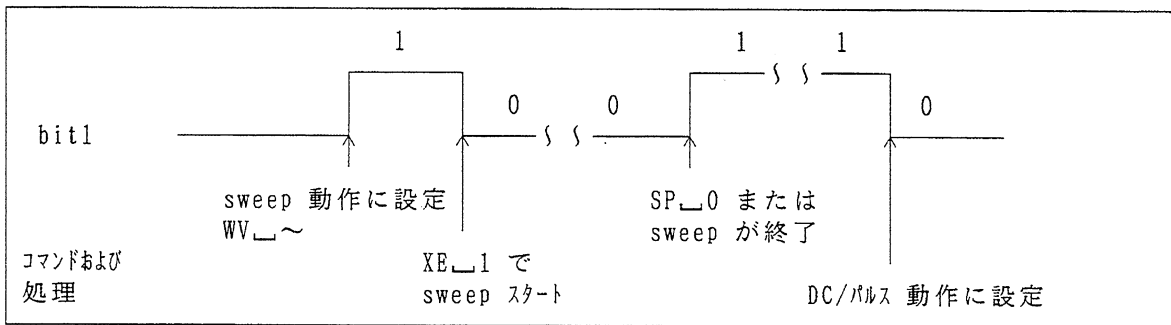 1
1 1
0 0
0
bit1
sweep 動作に設定
WV␣~
SP␣0 または
sweep が終了
コマンドおよび
処理
XE␣1 で
sweep スタート
DC/パルス 動作に設定